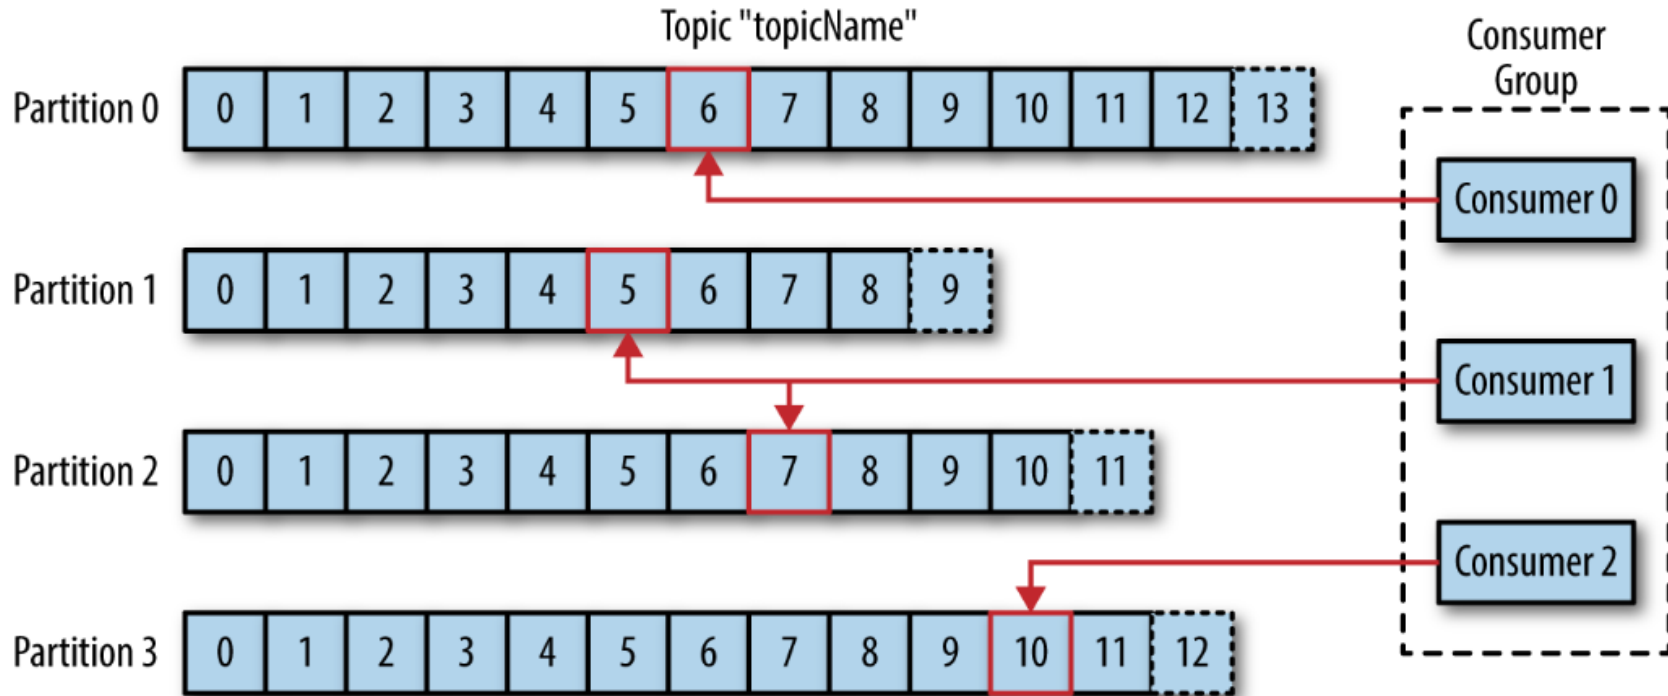 Topic "topicName"
Consumer
Group
Partition 0 0 1 2 3 4 5 6 7 8 9 10 11 12 13
Consumer 0
Partition 1 0 1 2 3 4 5 6 7 8 9
Consumer 1
Partition 2 0 1 2 3 4 5 6 7 8 9 10 11
Consumer 2
Partition 3 0 1 2 3 4 5 6 7 8 9 10 11 12